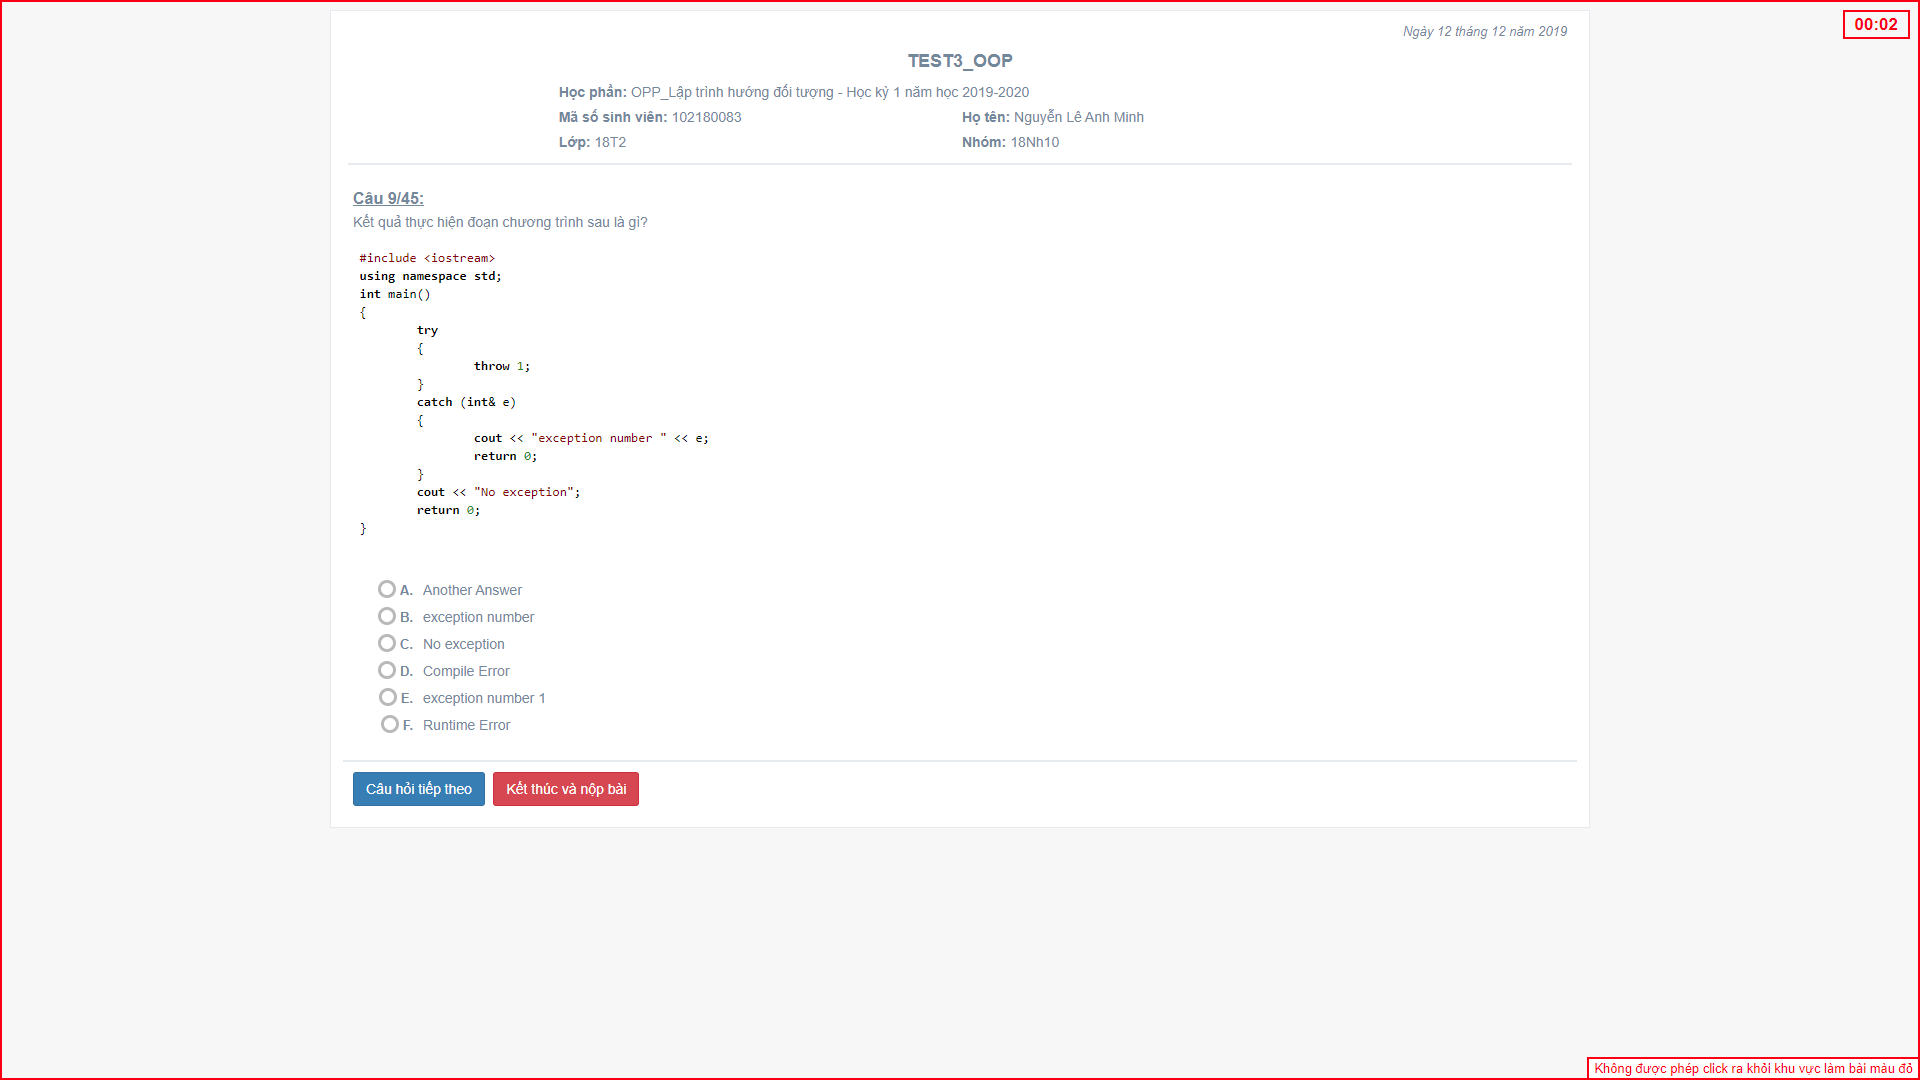 00:02
Ngày 12 tháng 12 năm 2019
TEST3_OOP
Học phần: OPP_Lập trình hướng đối tượng - Học kỳ 1 năm học 2019-2020
Mã số sinh viên: 102180083 Họ tên: Nguyễn Lê Anh Minh
Lớp: 18T2 Nhóm: 18Nh10
Câu 9/45:
Kết quả thực hiện đoạn chương trình sau là gì?
#include <iostream>
using namespace std;
int main()
{
try
{
throw 1;
}
catch (int& e)
{
cout << "exception number " << e;
return 0;
}
cout << "No exception";
return 0;
}
A. Another Answer
B. exception number
C. No exception
D. Compile Error
E. exception number 1
F. Runtime Error
Câu hỏi tiếp theo Kết thúc và nộp bài
Không được phép click ra khỏi khu vực làm bài màu đỏ